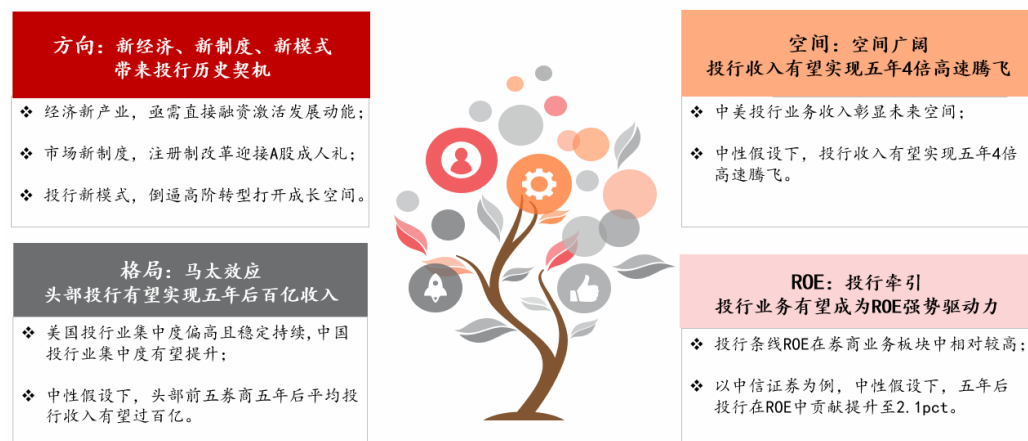 方向：新经济、新制度、新模式
带来投行历史契机
❖ 经济新产业，亟需直接融资激活发展动能；
❖ 市场新制度，注册制改革迎接A股成人礼；
❖ 投行新模式，倒逼高阶转型打开成长空间。
空间：空间广阔
投行收入有望实现五年4倍高速腾飞
❖ 中美投行业务收入彰显未来空间；
❖ 中性假设下，投行收入有望实现五年4倍
高速腾飞。
格局：马太效应
头部投行有望实现五年后百亿收入
❖ 美国投行业集中度偏高且稳定持续,中国
投行业集中度有望提升；
❖ 中性假设下，头部前五券商五年后平均投
行收入有望过百亿。
ROE：投行牵引
投行业务有望成为ROE强势驱动力
❖ 投行条线ROE在券商业务板块中相对较高；
❖ 以中信证券为例，中性假设下，五年后
投行在ROE中贡献提升至2.1pct。